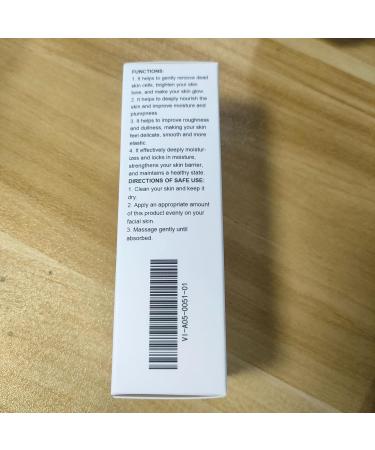 FUNCTIONS:
1. It helps to gently remove dead
skin cells, brighten your skin
tone, and make your skin glow.
2. It helps to deeply nourish the
skin and improve moisture and
plumpness
3. It helps to improve roughness
and dullness, making your skin
feel delicate, smooth and more
elastic
4. It effectively deeply moistur-
izes and locks in moisture,
strengthens your skin barrier,
and maintains a healthy state.
DIRECTIONS OF SAFE USE:
1. Clean your skin and keep it
dry.
2. Apply an appropriate amount
of this product evenly on your
facial skin.
3. Massage gently until
absorbed.
VI-A05-0051-01